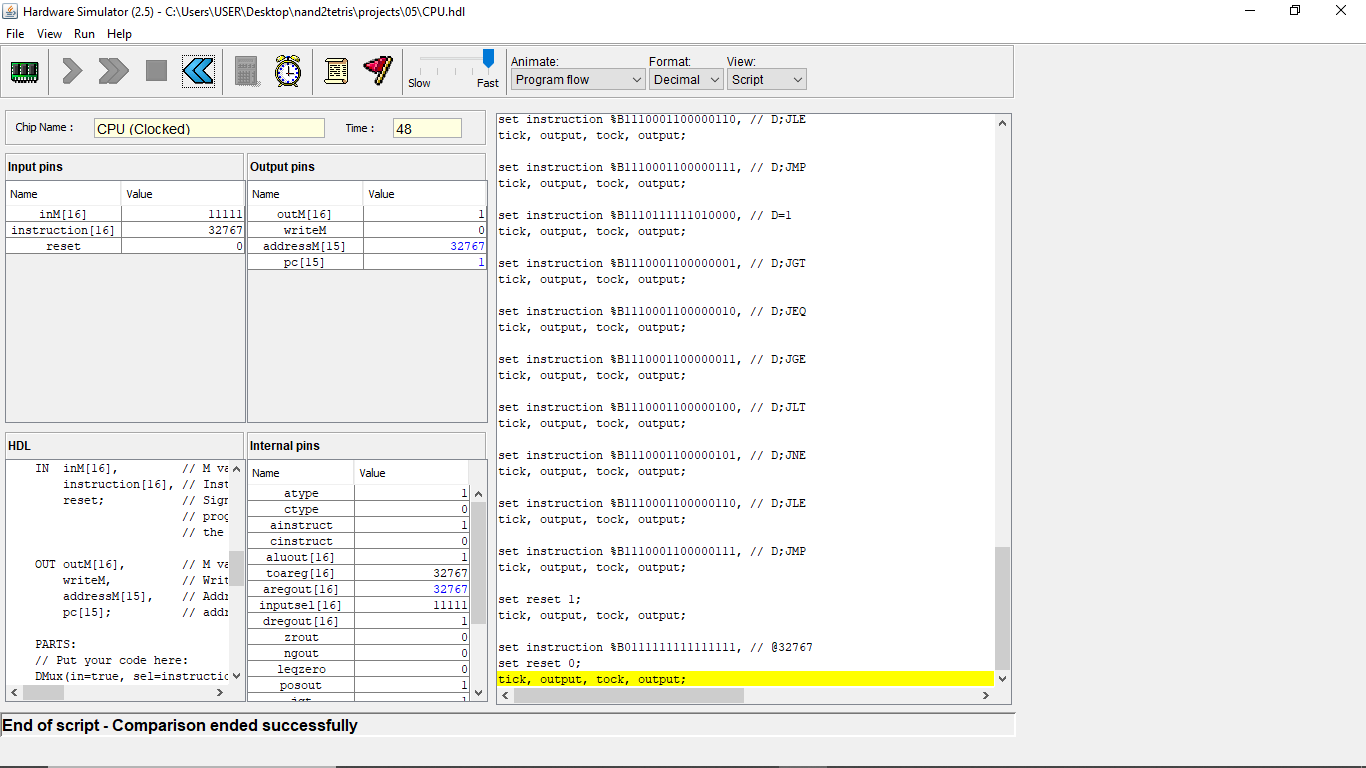 Hardware Simulator (2.5) - C:\Users\USER\Desktop\nand2tetris\projects\05\CPU.hdl
File View Run Help
Slow Fast
Animate: Format: View:
Program flow Decimal Script
Chip Name : CPU (Clocked) Time : 48
Input pins
Name Value
inM[16] 11111
instruction[16] 32767
reset 0
Output pins
Name Value
outM[16] 1
writeM 0
addressM[15] 32767
pc[15] 1
HDL
IN inM[16], // M va
instruction[16], // Inst
reset; // Sign
// prog
// the
OUT outM[16], // M va
writeM, // Writ
addressM[15], // Addr
pc[15]; // addr
PARTS:
// Put your code here:
DMux(in=true, sel=instructic
Internal pins
Name Value
atype 1
ctype 0
ainstruct 1
cinstruct 0
aluout[16] 1
toareg[16] 32767
aregout[16] 32767
inputsel[16] 11111
dregout[16] 1
zrout 0
ngout 0
leqzero 0
posout 1
set instruction %B1110001100000110, // D;JLE
tick, output, tock, output;
set instruction %B1110001100000111, // D;JMP
tick, output, tock, output;
set instruction %B1110111111010000, // D=1
tick, output, tock, output;
set instruction %B1110001100000001, // D;JGT
tick, output, tock, output;
set instruction %B1110001100000010, // D;JEQ
tick, output, tock, output;
set instruction %B1110001100000011, // D;JGE
tick, output, tock, output;
set instruction %B1110001100000100, // D;JLT
tick, output, tock, output;
set instruction %B1110001100000101, // D;JNE
tick, output, tock, output;
set instruction %B1110001100000110, // D;JLE
tick, output, tock, output;
set instruction %B1110001100000111, // D;JMP
tick, output, tock, output;
set reset 1;
tick, output, tock, output;
set instruction %B0111111111111111, // @32767
set reset 0;
tick, output, tock, output;
End of script - Comparison ended successfully